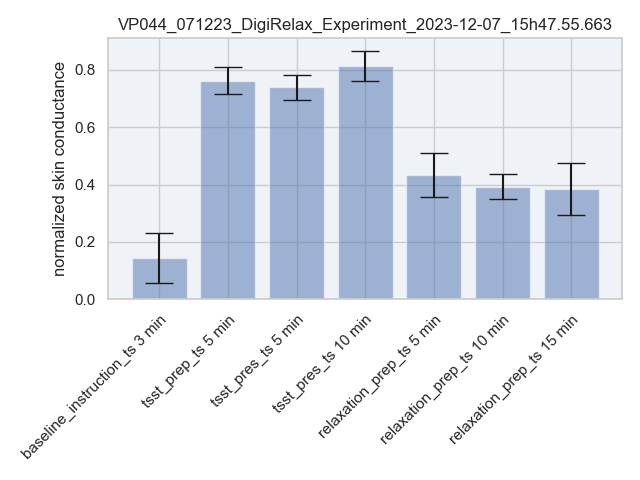 VP044_071223_DigiRelax_Experiment_2023-12-07_15h47.55.663
normalized skin conductance
0.8
0.6
0.4
0.2
0.0
baseline_instruction_ts 3 min
tsst_prep_ts 5 min
tsst_pres_ts 5 min
tsst_pres_ts 10 min
relaxation_prep_ts 5 min
relaxation_prep_ts 10 min
relaxation_prep_ts 15 min